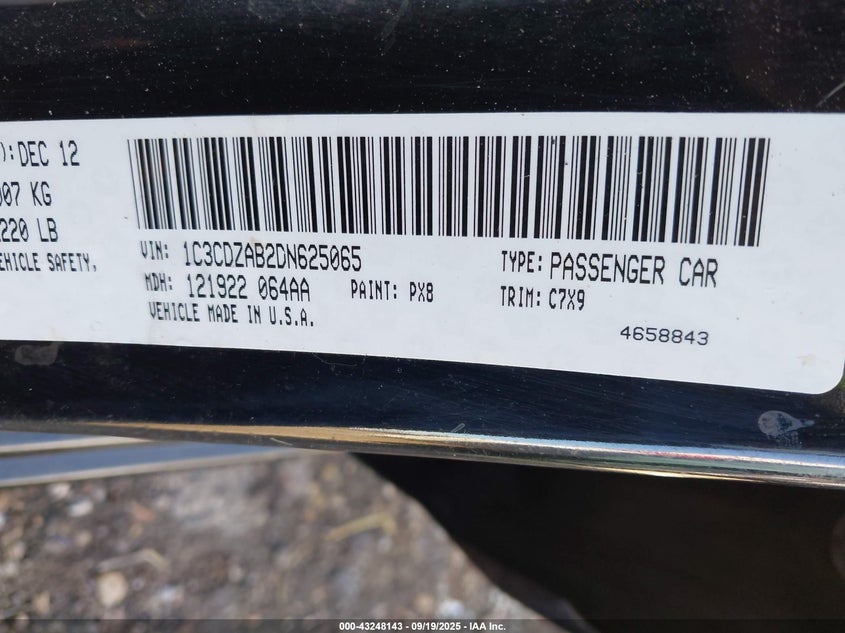 ): DEC 12
007 KG
220 LB
EHICLE SAFETY,
VIN: 1C3CDZAB2DN625065
TYPE: PASSENGER CAR
MDH: 121922 064AA
PAINT: PX8
TRIM: C7X9
VEHICLE MADE IN U.S.A.
4658843
000-43248143 - 09/19/2025 - IAA Inc.